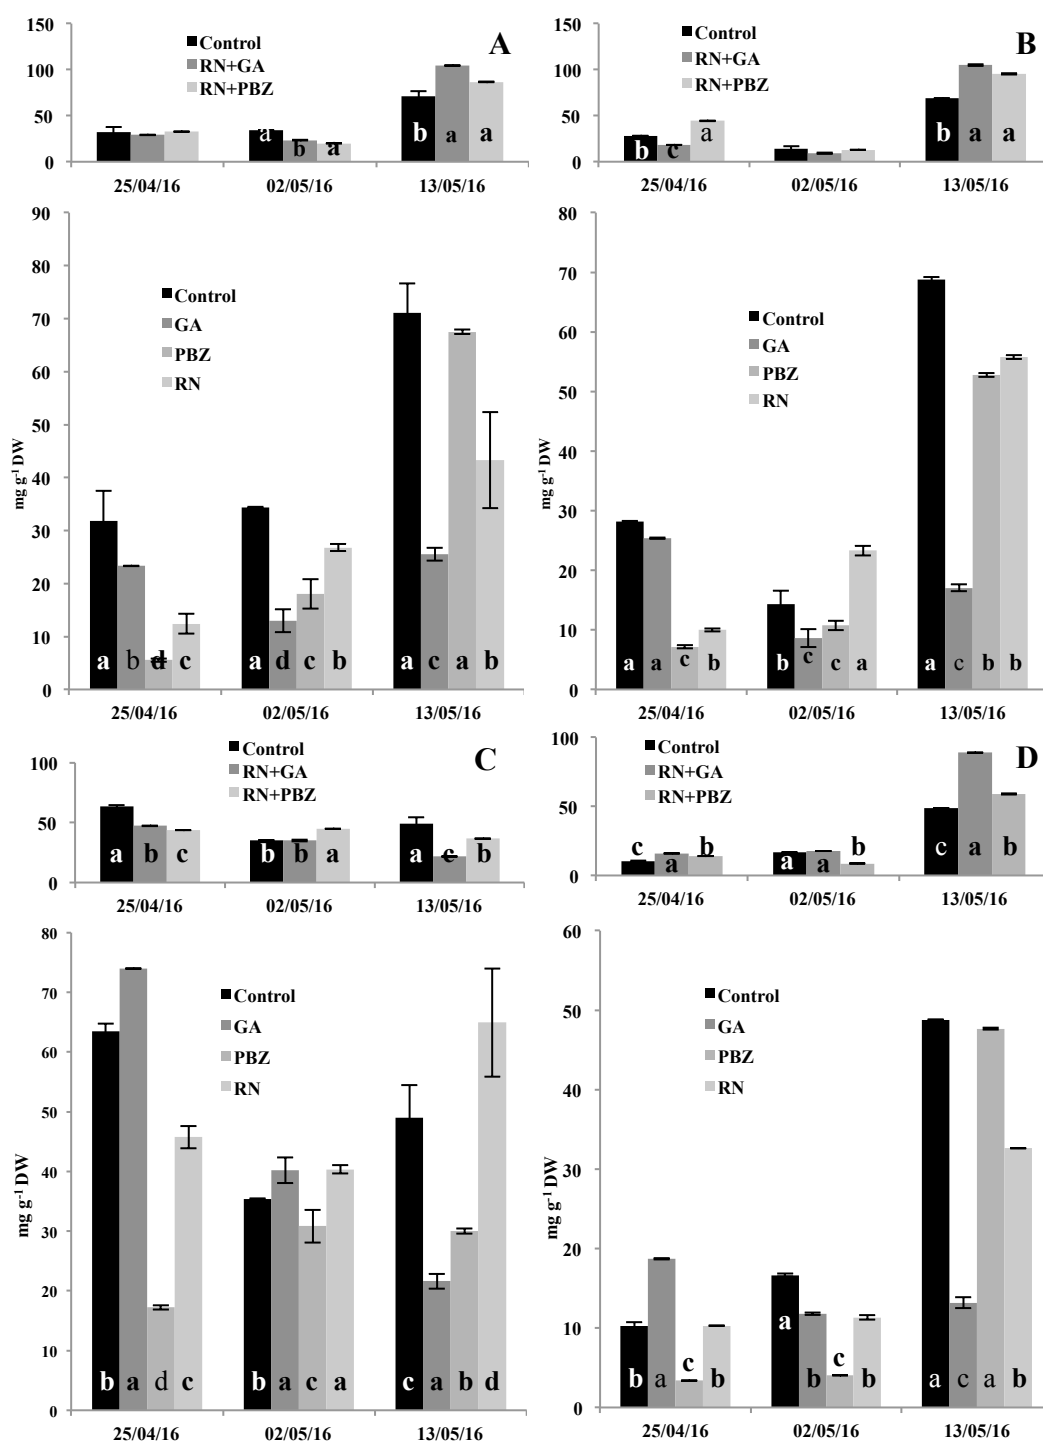 A
Control
RN+GA
RN+PBZ
150
100
50
0
a
b
a
b
a
a
25/04/16
02/05/16
13/05/16
B
Control
RN+GA
RN+PBZ
150
100
50
0
b
c
a
b
a
a
25/04/16
02/05/16
13/05/16
90
80
70
60
50
40
30
20
10
0
mg g-1 DW
Control
GA
PBZ
RN
a
b
d
c
a
d
c
b
a
c
a
b
25/04/16
02/05/16
13/05/16
80
70
60
50
40
30
20
10
0
mg g-1 DW
Control
GA
PBZ
RN
a
a
c
b
b
c
c
a
a
c
b
b
25/04/16
02/05/16
13/05/16
C
Control
RN+GA
RN+PBZ
100
50
0
a
b
c
b
b
a
a
c
b
25/04/16
02/05/16
13/05/16
D
Control
RN+GA
RN+PBZ
100
50
0
c
a
b
a
a
b
c
a
b
25/04/16
02/05/16
13/05/16
80
70
60
50
40
30
20
10
0
mg g-1 DW
Control
GA
PBZ
RN
b
a
d
c
b
a
c
a
c
a
b
d
25/04/16
02/05/16
13/05/16
60
50
40
30
20
10
0
mg g-1 DW
Control
GA
PBZ
RN
b
a
c
b
a
b
c
b
a
c
a
b
25/04/16
02/05/16
13/05/16